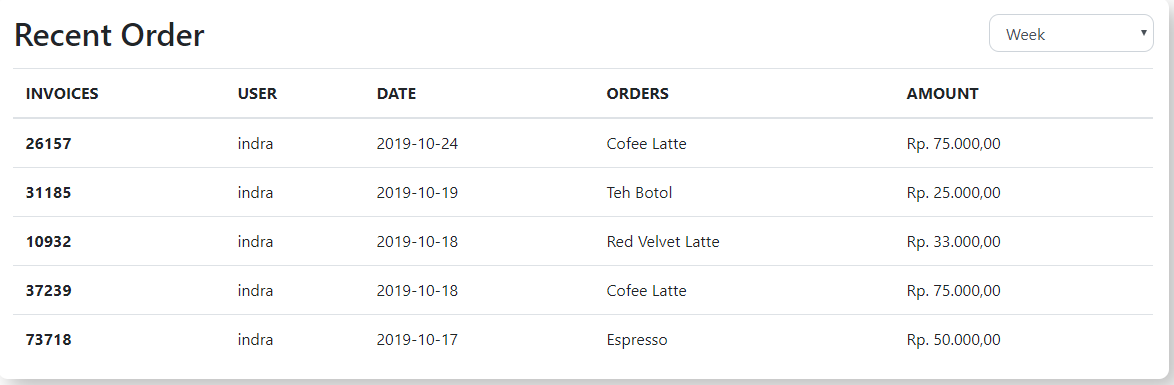 Recent Order Week
INVOICES USER DATE ORDERS AMOUNT
26157 indra 2019-10-24 Cofee Latte Rp. 75.000,00
31185 indra 2019-10-19 Teh Botol Rp. 25.000,00
10932 indra 2019-10-18 Red Velvet Latte Rp. 33.000,00
37239 indra 2019-10-18 Cofee Latte Rp. 75.000,00
73718 indra 2019-10-17 Espresso Rp. 50.000,00